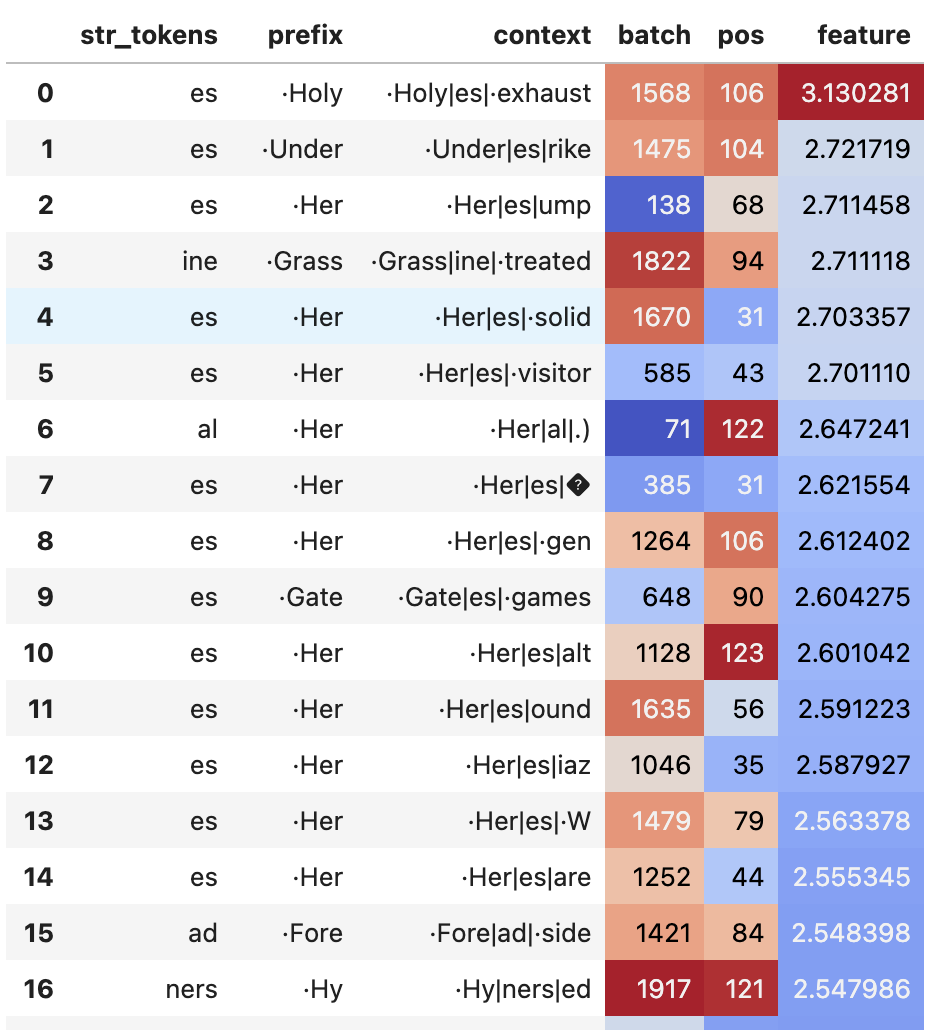 str_tokens prefix context batch pos feature
0 es ·Holy ·Holy|es|·exhaust 1568 106 3.130281
1 es ·Under ·Under|es|rike 1475 104 2.721719
2 es ·Her ·Her|es|ump 138 68 2.711458
3 ine ·Grass ·Grass|ine|·treated 1822 94 2.711118
4 es ·Her ·Her|es|·solid 1670 31 2.703357
5 es ·Her ·Her|es|·visitor 585 43 2.701110
6 al ·Her ·Her|al|.) 71 122 2.647241
7 es ·Her ·Her|es|� 385 31 2.621554
8 es ·Her ·Her|es|·gen 1264 106 2.612402
9 es ·Gate ·Gate|es|·games 648 90 2.604275
10 es ·Her ·Her|es|alt 1128 123 2.601042
11 es ·Her ·Her|es|ound 1635 56 2.591223
12 es ·Her ·Her|es|iaz 1046 35 2.587927
13 es ·Her ·Her|es|·W 1479 79 2.563378
14 es ·Her ·Her|es|are 1252 44 2.555345
15 ad ·Fore ·Fore|ad|·side 1421 84 2.548398
16 ners ·Hy ·Hy|ners|ed 1917 121 2.547986